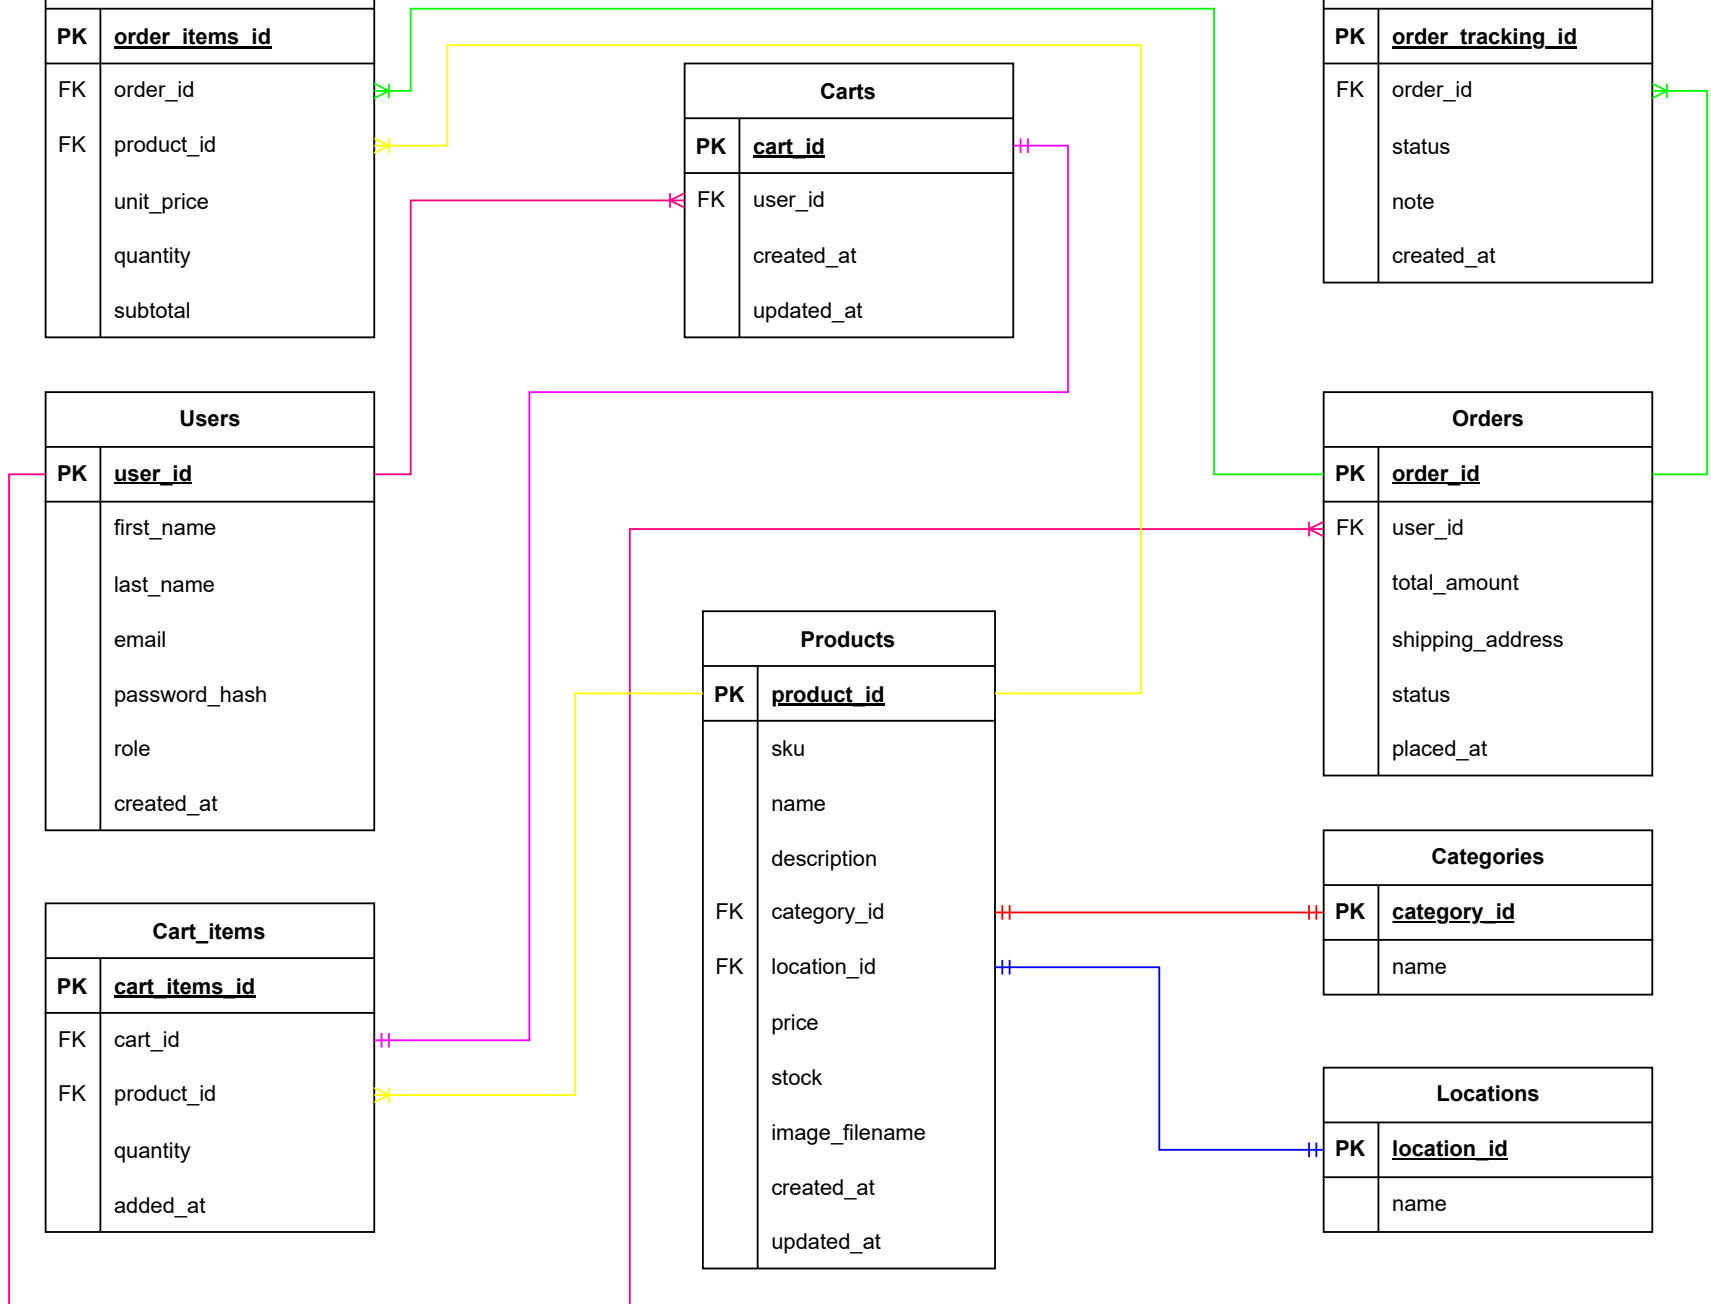 PK order_items_id
FK order_id
FK product_id
unit_price
quantity
subtotal
Carts
PK cart_id
FK user_id
created_at
updated_at
PK order_tracking_id
FK order_id
status
note
created_at
Users
PK user_id
first_name
last_name
email
password_hash
role
created_at
Orders
PK order_id
FK user_id
total_amount
shipping_address
status
placed_at
Products
PK product_id
sku
name
description
FK category_id
FK location_id
price
stock
image_filename
created_at
updated_at
Categories
PK category_id
name
Cart_items
PK cart_items_id
FK cart_id
FK product_id
quantity
added_at
Locations
PK location_id
name